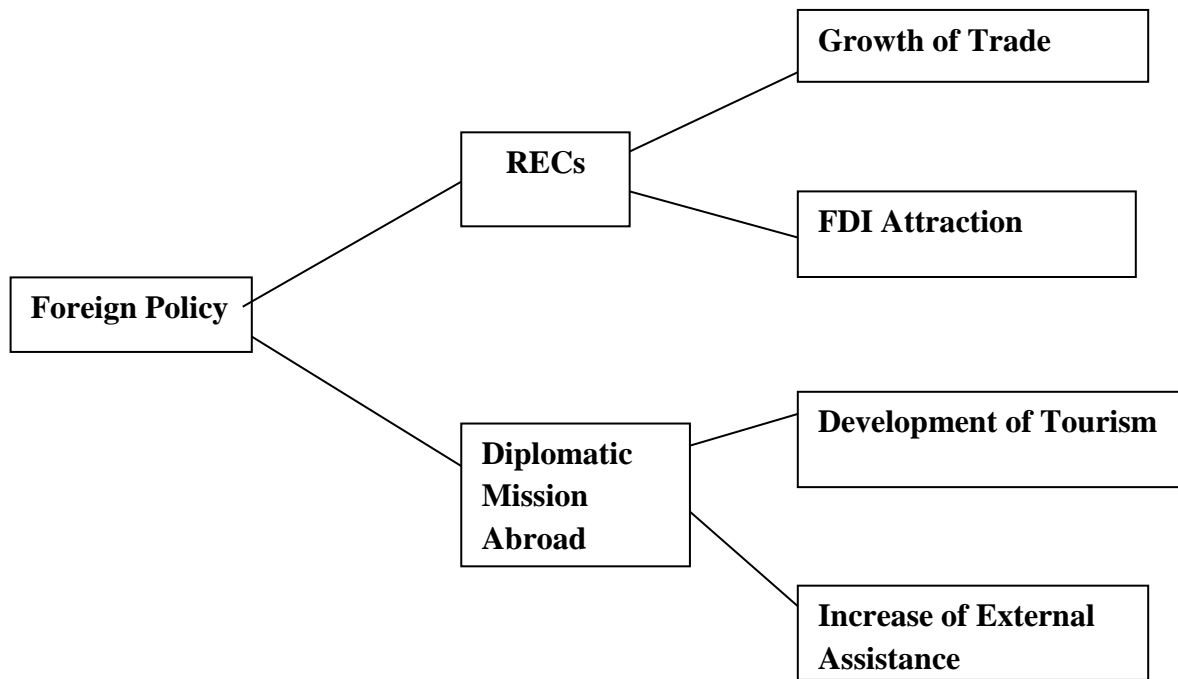 Growth of Trade
RECs
FDI Attraction
Foreign Policy
Development of Tourism
Diplomatic
Mission
Abroad
Increase of External
Assistance